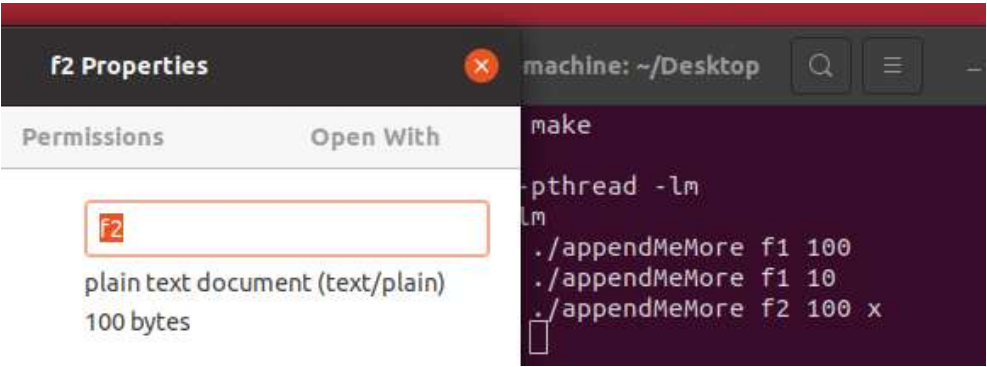 f2 Properties
Permissions
Open With
f2
plain text document (text/plain)
100 bytes
machine: ~/Desktop
make
-pthread -lm
lm
./appendMeMore f1 100
./appendMeMore f1 10
./appendMeMore f2 100 x